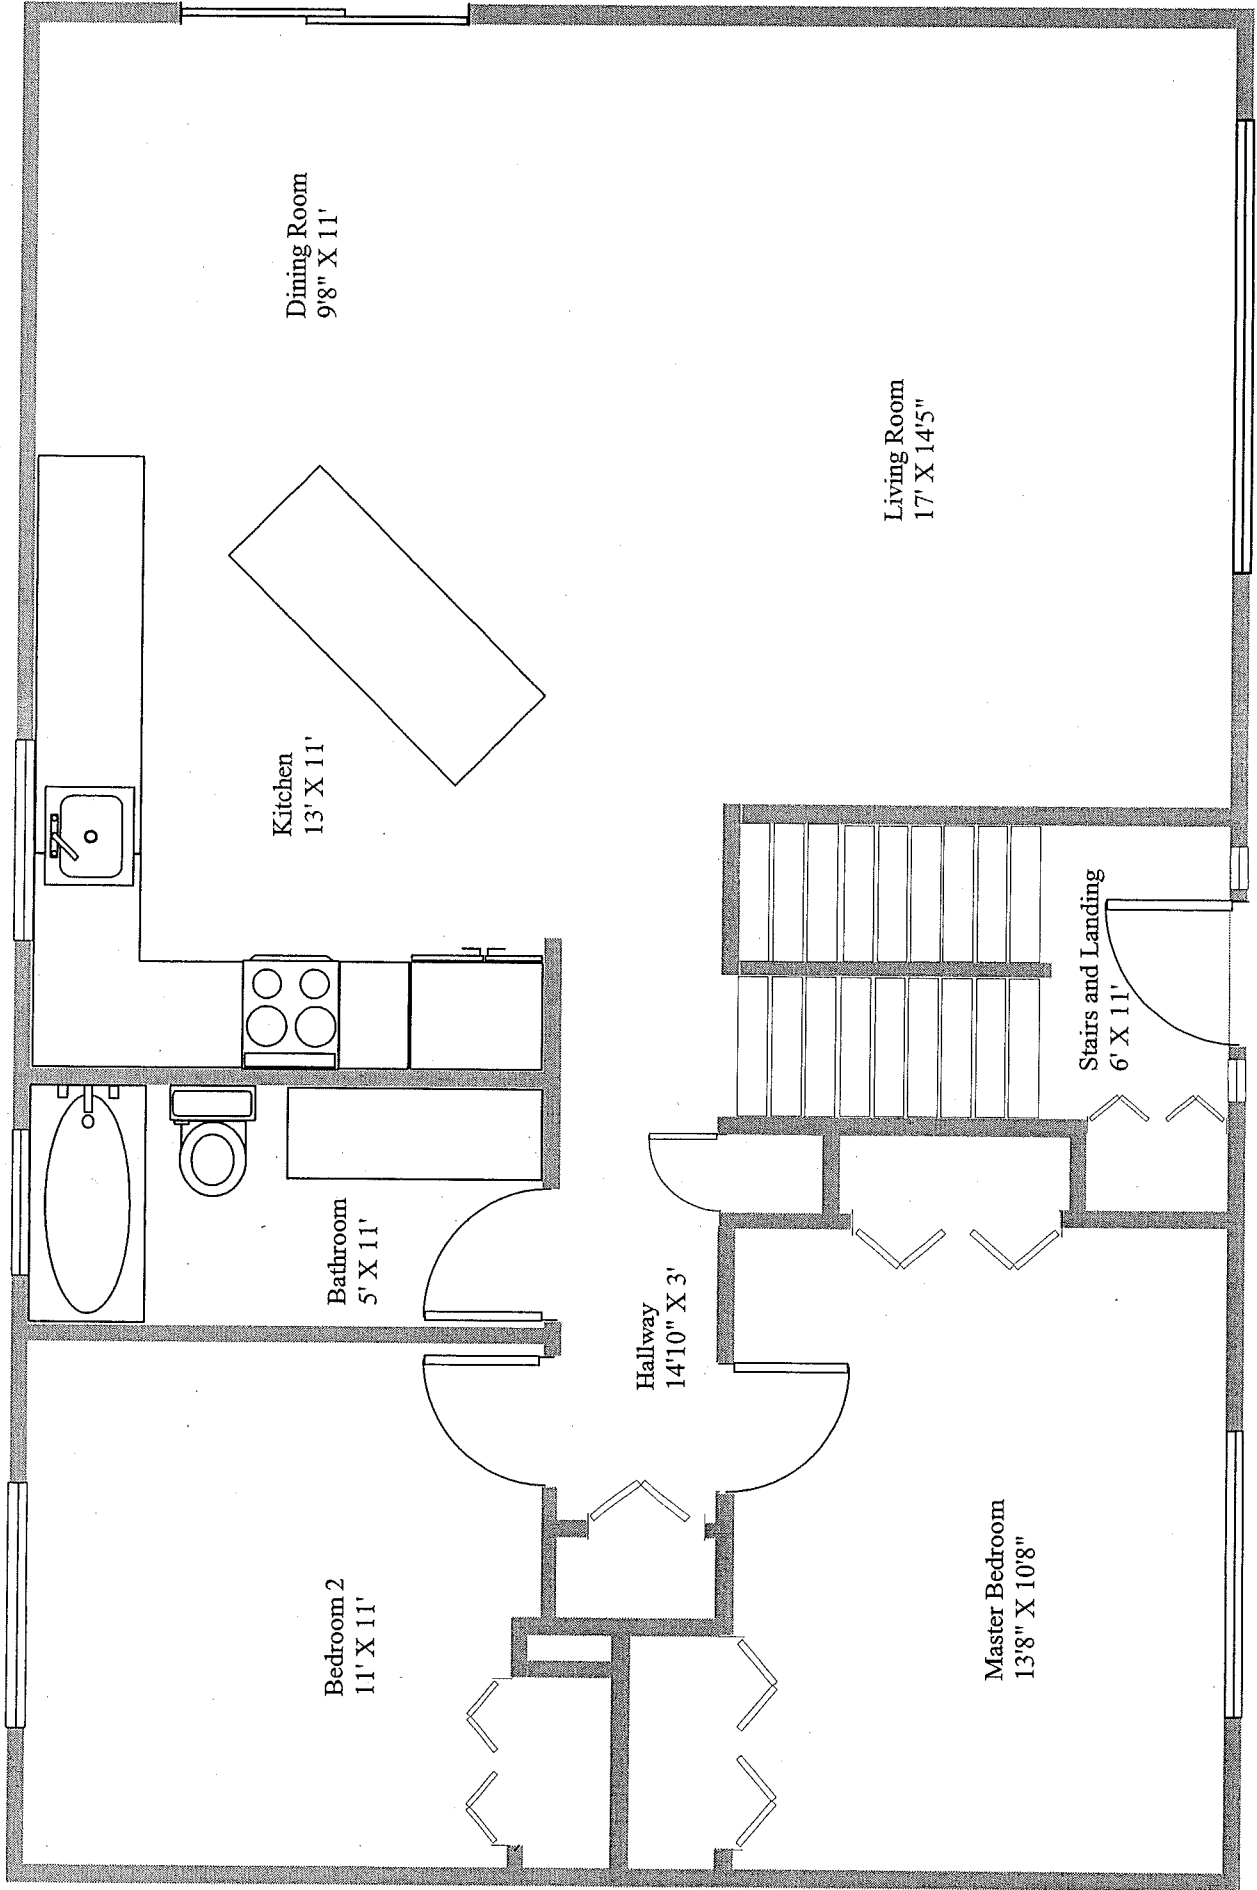 Bedroom 2
11' X 11'
Bathroom
5' X 11'
Kitchen
13' X 11'
Dining Room
9'8" X 11'
Hallway
14'10" X 3'
Living Room
17' X 14'5"
Master Bedroom
13'8" X 10'8"
Stairs and Landing
6' X 11'